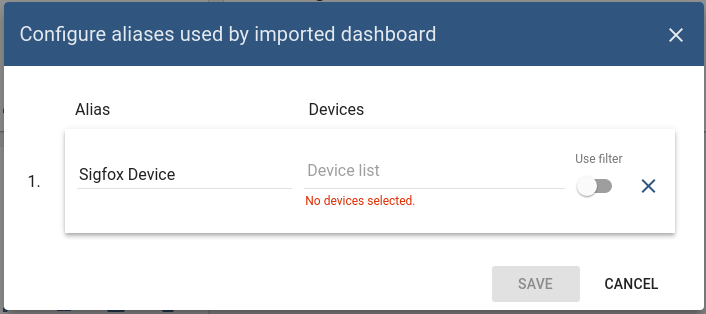 Configure aliases used by imported dashboard
Alias Devices
Use filter
1. Sigfox Device Device list
No devices selected.
SAVE CANCEL